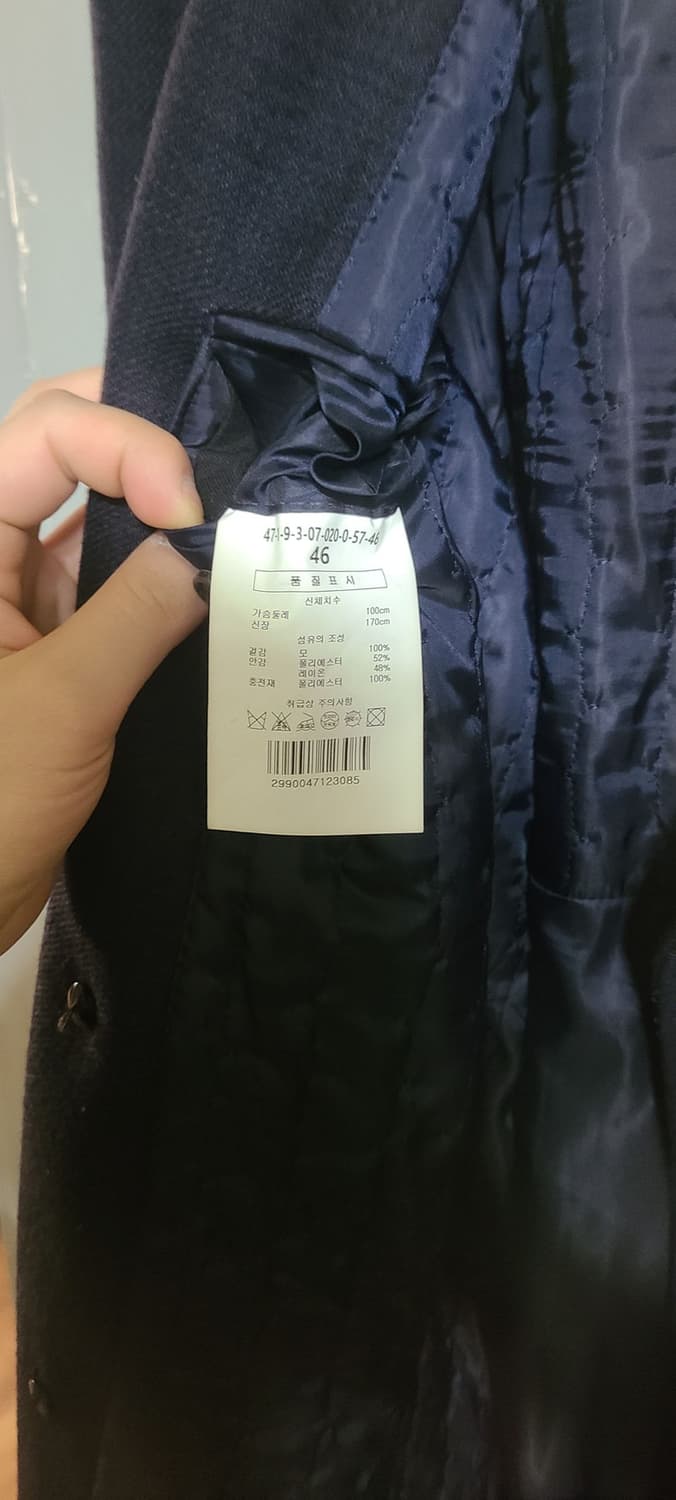 47-1-9-3-07-020-0-57-46
46
품 질 표 시
신체치수
가슴둘레 100cm
신장 170cm
섬유의 조성
겉감 모 100%
안감 폴리에스터 52%
레이온 48%
충전재 폴리에스터 100%
취급상 주의사항
2990047123085